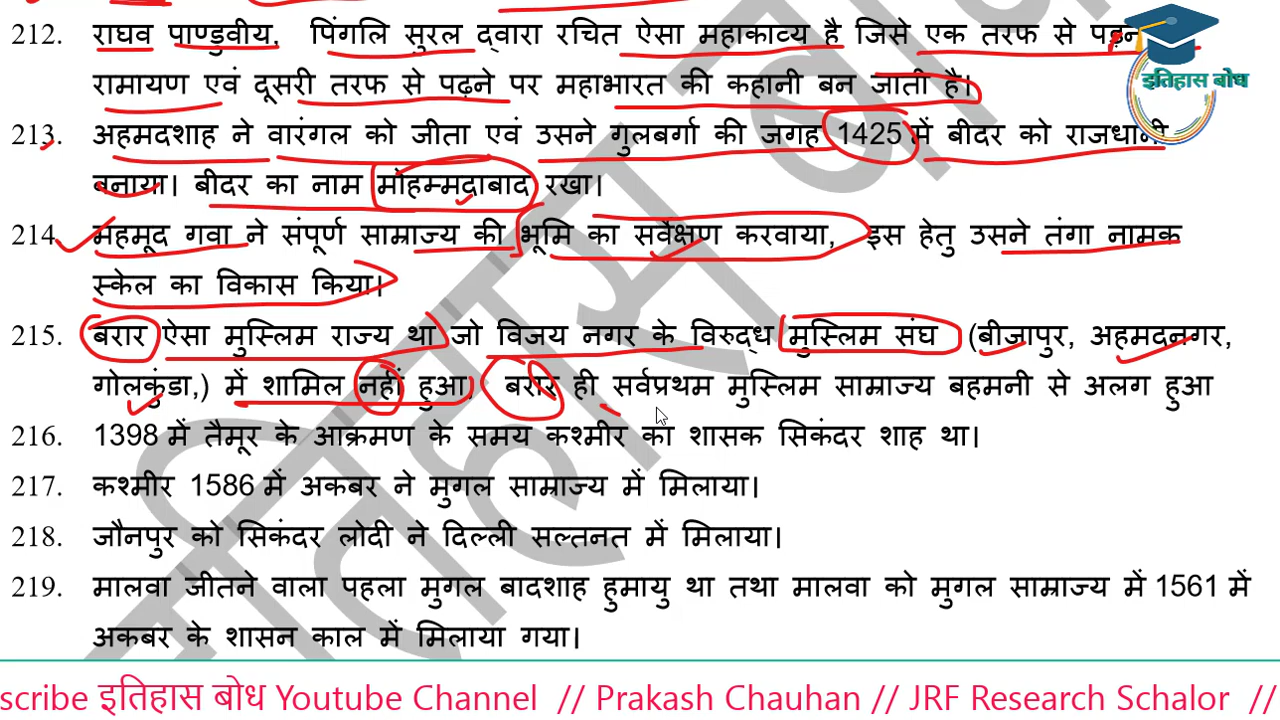 212. राघव पाण्डुवीय, पिंगलि सुरल द्वारा रचित ऐसा महाकाव्य है जिसे एक तरफ से पढ़न
रामायण एवं दूसरी तरफ से पढ़ने पर महाभारत की कहानी बन जाती है।
इतिहास बोध
213. अहमदशाह ने वारंगल को जीता एवं उसने गुलबर्गा की जगह 1425 में बीदर को राजधानी
बनाया। बीदर का नाम मोहम्मदाबाद रखा।
214. महमूद गवा ने संपूर्ण साम्राज्य की भूमि का सर्वेक्षण करवाया, इस हेतु उसने तंगा नामक
स्केल का विकास किया।
215. बरार ऐसा मुस्लिम राज्य था जो विजय नगर के विरुद्ध मुस्लिम संघ (बीजापुर, अहमदनगर,
गोलकुंडा,) में शामिल नहीं हुआ, बरार ही सर्वप्रथम मुस्लिम साम्राज्य बहमनी से अलग हुआ
216. 1398 में तैमूर के आक्रमण के समय कश्मीर का शासक सिकंदर शाह था।
217. कश्मीर 1586 में अकबर ने मुगल साम्राज्य में मिलाया।
218. जौनपुर को सिकंदर लोदी ने दिल्ली सल्तनत में मिलाया।
219. मालवा जीतने वाला पहला मुगल बादशाह हुमायु था तथा मालवा को मुगल साम्राज्य में 1561 में
अकबर के शासन काल में मिलाया गया।
scribe इतिहास बोध Youtube Channel // Prakash Chauhan // JRF Research Schalor //